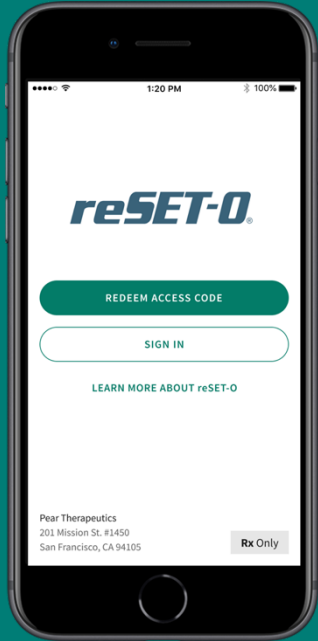 1:20 PM
100%
reSET-O®
REDEEM ACCESS CODE
SIGN IN
LEARN MORE ABOUT reSET-O
Pear Therapeutics
201 Mission St. #1450
San Francisco, CA 94105
Rx Only